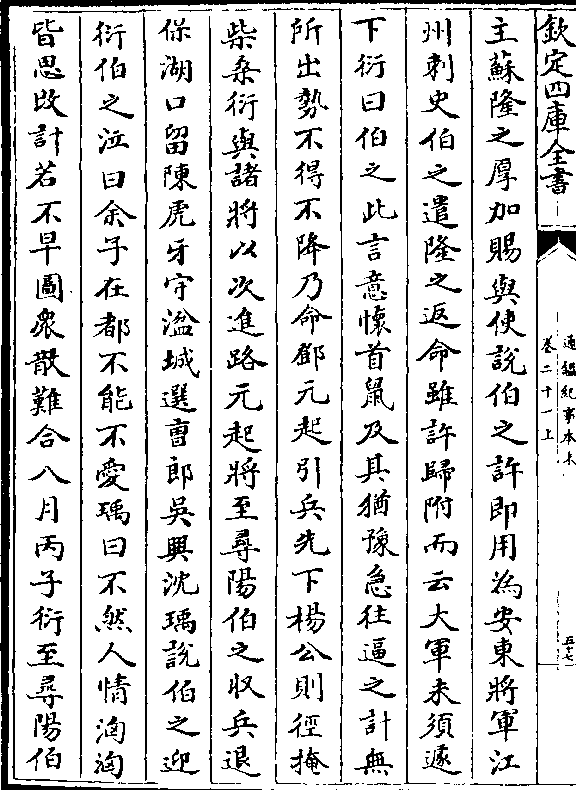 欽定四庫全書
通鑑紀事本末
卷二十一上
五十七
主蘇隆之厚加賜與使說伯之許即用為安東將軍江
州刺史伯之遣隆之返命雖許歸附而云大軍未須遽
下衍曰伯之此言意懷首鼠及其猶豫急往逼之計無
所出勢不得不降乃命鄧元起引兵先下楊公則徑掩
柴桑衍與諸將以次進路元起將至尋陽伯之収兵退
保湖口留陳虎牙守湓城選曹郎吳興沈瑀說伯之迎
衍伯之泣曰余子在都不能不愛瑀曰不然人情洶洶
皆思改計若不早圖衆散難合八月丙子衍至尋陽伯